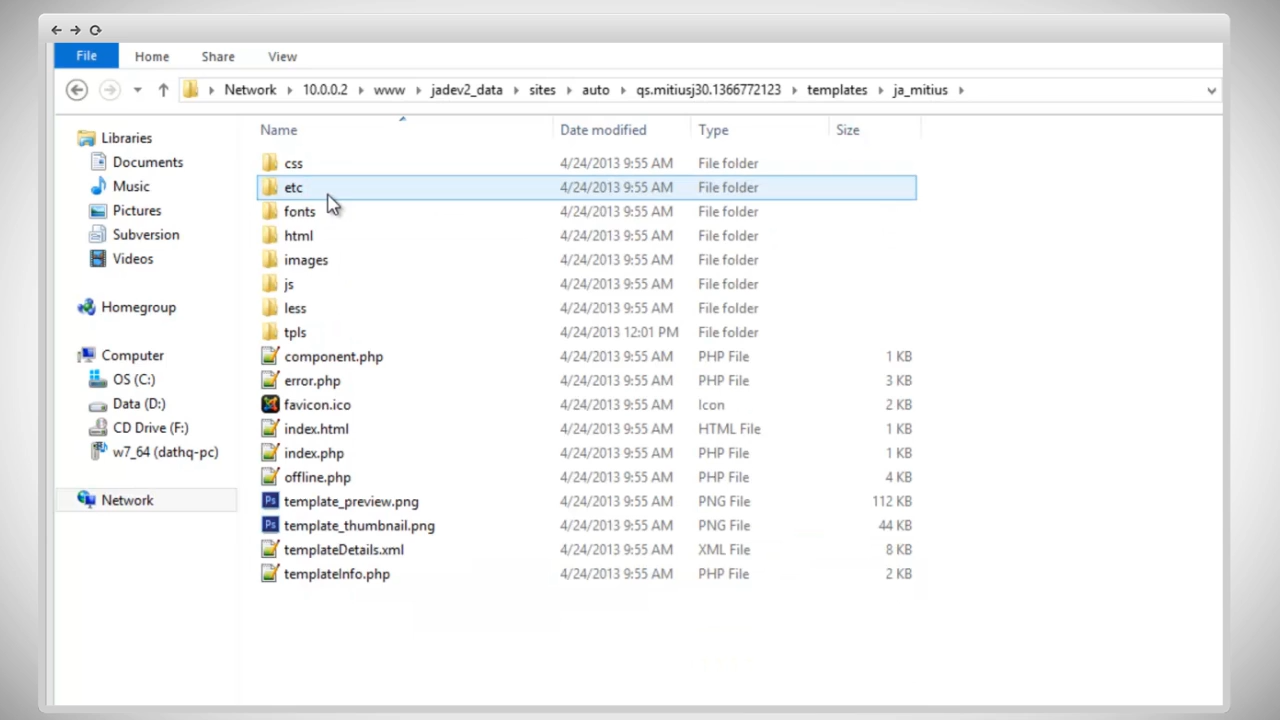 File Home Share View
Network 10.0.0.2 www jadev2_data sites auto qs.mitiusj30.1366772123 templates ja_mitius
Libraries
Documents
Music
Pictures
Subversion
Videos
Homegroup
Computer
OS (C:)
Data (D:)
CD Drive (F:)
w7_64 (dathq-pc)
Network
Name Date modified Type Size
css 4/24/2013 9:55 AM File folder
etc 4/24/2013 9:55 AM File folder
fonts 4/24/2013 9:55 AM File folder
html 4/24/2013 9:55 AM File folder
images 4/24/2013 9:55 AM File folder
js 4/24/2013 9:55 AM File folder
less 4/24/2013 9:55 AM File folder
tpls 4/24/2013 12:01 PM File folder
component.php 4/24/2013 9:55 AM PHP File 1 KB
error.php 4/24/2013 9:55 AM PHP File 3 KB
favicon.ico 4/24/2013 9:55 AM Icon 2 KB
index.html 4/24/2013 9:55 AM HTML File 1 KB
index.php 4/24/2013 9:55 AM PHP File 1 KB
offline.php 4/24/2013 9:55 AM PHP File 4 KB
template_preview.png 4/24/2013 9:55 AM PNG File 112 KB
template_thumbnail.png 4/24/2013 9:55 AM PNG File 44 KB
templateDetails.xml 4/24/2013 9:55 AM XML File 8 KB
templateInfo.php 4/24/2013 9:55 AM PHP File 2 KB